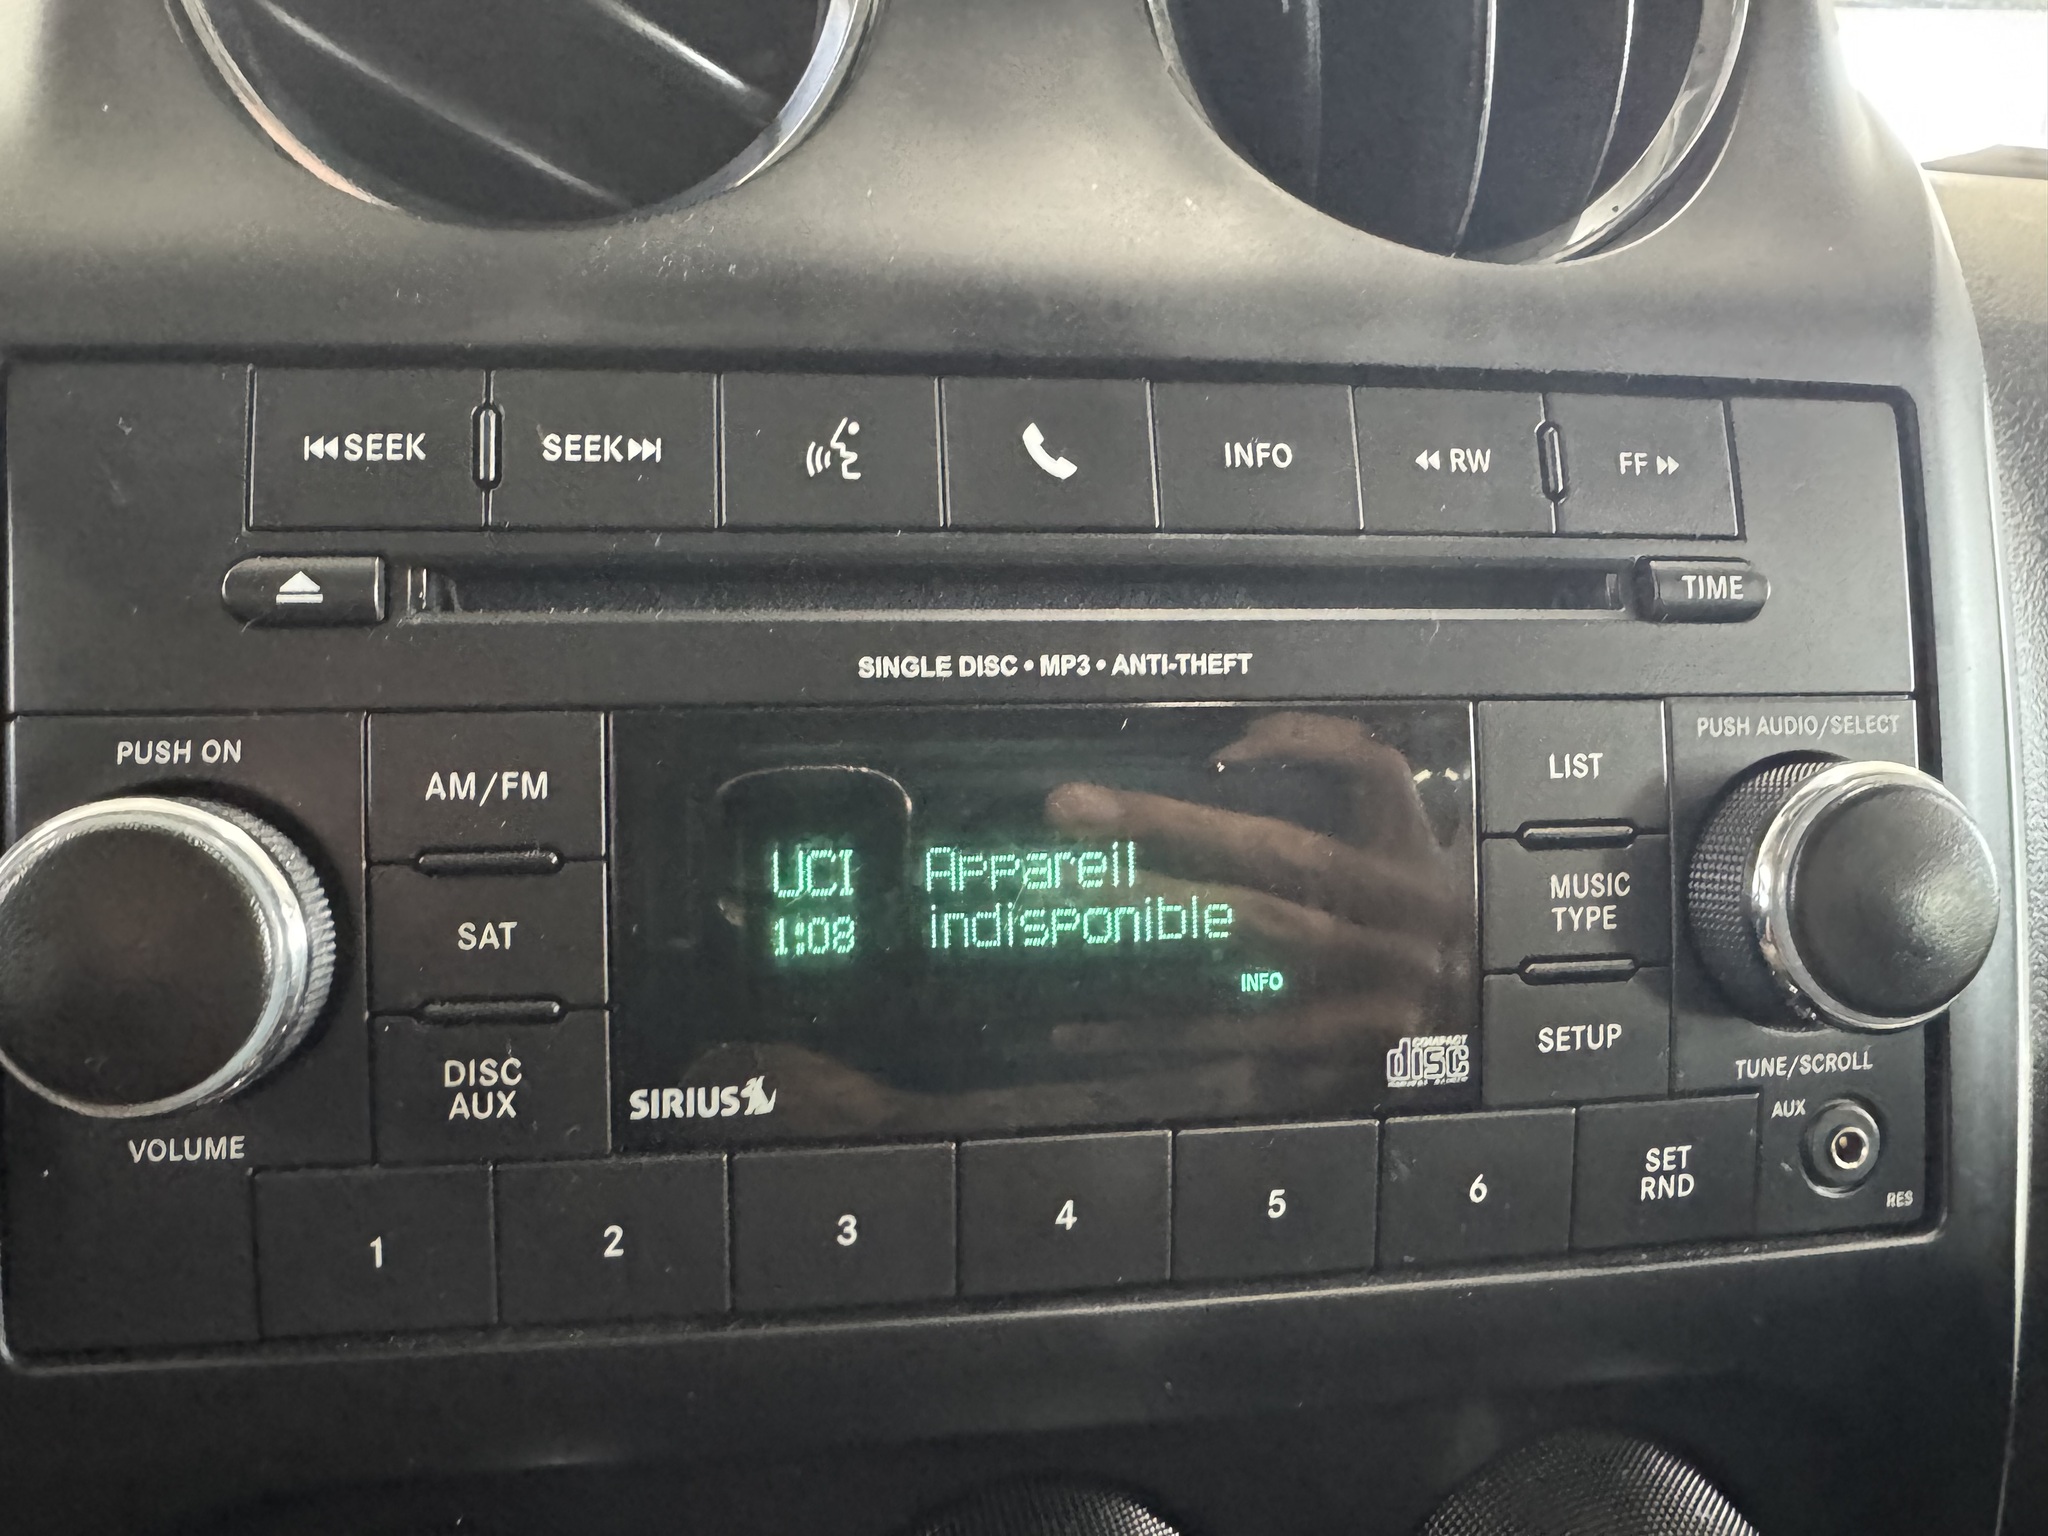 SEEK
SEEK
INFO
RW
FF
TIME
SINGLE DISC • MP3 • ANTI-THEFT
PUSH ON
AM/FM
SAT
DISC
AUX
VOLUME
UCI
1:08
Appareil
indisponible
INFO
SIRIUS
COMPACT
disc
LIST
MUSIC
TYPE
SETUP
PUSH AUDIO/SELECT
TUNE/SCROLL
AUX
RES
1
2
3
4
5
6
SET
RND